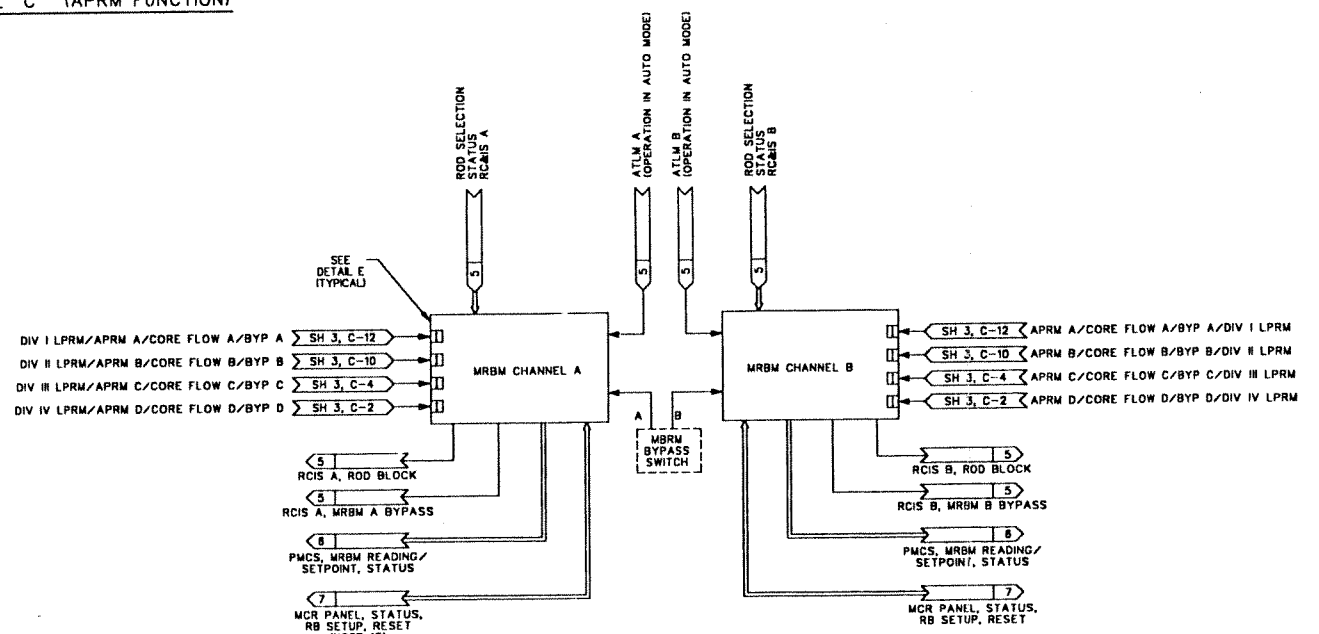 C (APRM FUNCTION)
ROD SELECTION
STATUS
RC&IS A
ATLM A
(OPERATION IN AUTO MODE)
ATLM B
(OPERATION IN AUTO MODE)
ROD SELECTION
STATUS
RC&IS B
5
5
5
5
SEE
DETAIL E
(TYPICAL)
DIV I LPRM/APRM A/CORE FLOW A/BYP A
SH 3, C-12
DIV II LPRM/APRM B/CORE FLOW B/BYP B
SH 3, C-10
DIV III LPRM/APRM C/CORE FLOW C/BYP C
SH 3, C-4
DIV IV LPRM/APRM D/CORE FLOW D/BYP D
SH 3, C-2
MRBM CHANNEL A
MRBM CHANNEL B
SH 3, C-12
APRM A/CORE FLOW A/BYP A/DIV I LPRM
SH 3, C-10
APRM B/CORE FLOW B/BYP B/DIV II LPRM
SH 3, C-4
APRM C/CORE FLOW C/BYP C/DIV III LPRM
SH 3, C-2
APRM D/CORE FLOW D/BYP D/DIV IV LPRM
A
B
MBRM
BYPASS
SWITCH
5
RCIS A, ROD BLOCK
5
RCIS A, MRBM A BYPASS
6
PMCS, MRBM READING/
SETPOINT, STATUS
7
MCR PANEL, STATUS,
RB SETUP, RESET
5
RCIS B, ROD BLOCK
5
RCIS B, MRBM B BYPASS
6
PMCS, MRBM READING/
SETPOINT, STATUS
7
MCR PANEL, STATUS,
RB SETUP, RESET